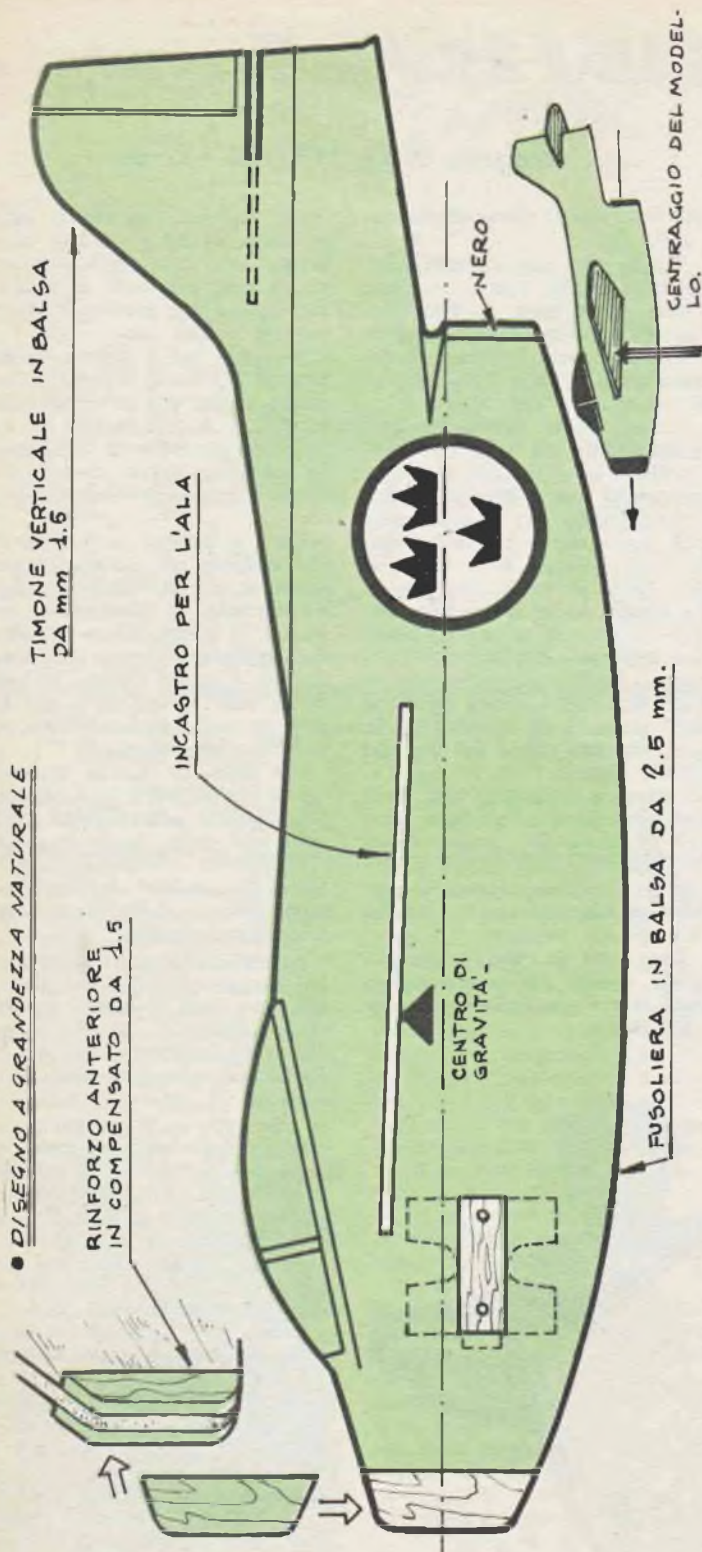 ● DISEGNO A GRANDEZZA NATURALE
RINFORZO ANTERIORE
IN COMPENSATO DA 1.5
TIMONE VERTICALE IN BALSA
DA mm 1.5
INCASTRO PER L'ALA
CENTRO DI
GRAVITA'
NERO
FUSOLIERA IN BALSA DA 2.5 mm.
CENTRAGGIO DEL MODEL-
LO.